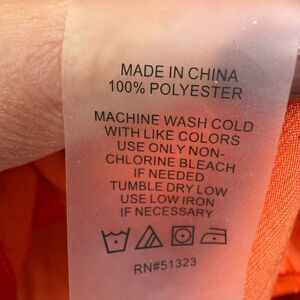 MADE IN CHINA
100% POLYESTER
MACHINE WASH COLD
WITH LIKE COLORS
USE ONLY NON-
CHLORINE BLEACH
IF NEEDED
TUMBLE DRY LOW
USE LOW IRON
IF NECESSARY
RN#51323